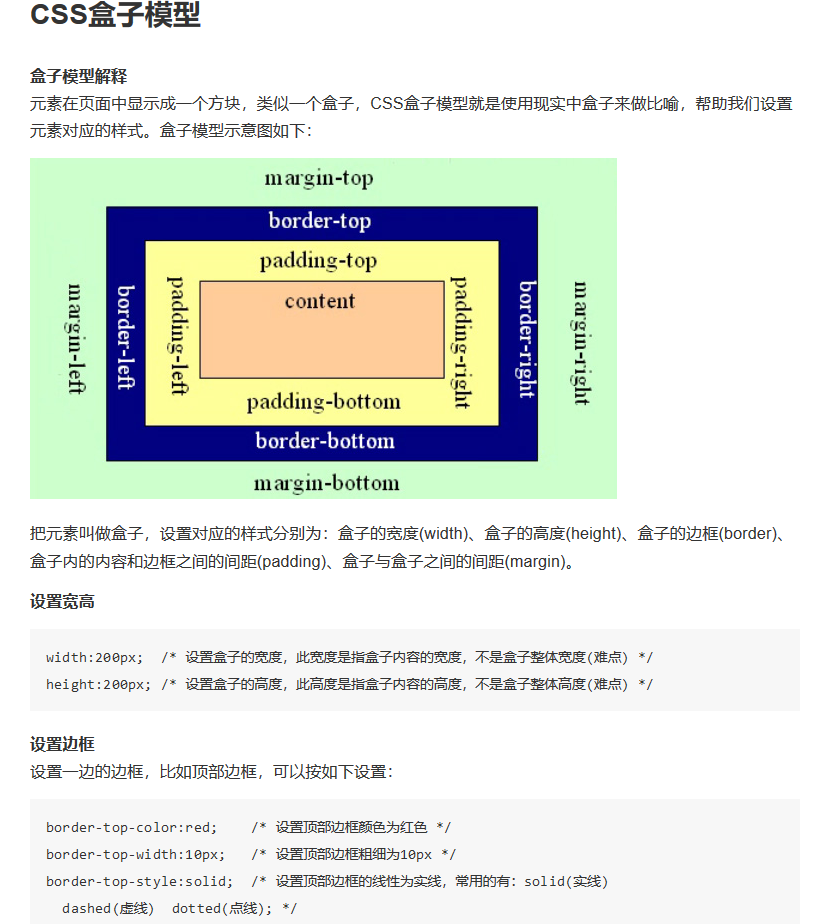 CSS盒子模型
盒子模型解释
元素在页面中显示成一个方块，类似一个盒子，CSS盒子模型就是使用现实中盒子来做比喻，帮助我们设置
元素对应的样式。盒子模型示意图如下：
margin-top
border-top
padding-top
margin-left
border-left
padding-left
content
padding-right
border-right
margin-right
padding-bottom
border-bottom
margin-bottom
把元素叫做盒子，设置对应的样式分别为：盒子的宽度(width)、盒子的高度(height)、盒子的边框(border)、
盒子内的内容和边框之间的间距(padding)、盒子与盒子之间的间距(margin)。
设置宽高
width:200px;  /* 设置盒子的宽度，此宽度是指盒子内容的宽度，不是盒子整体宽度(难点) */
height:200px; /* 设置盒子的高度，此高度是指盒子内容的高度，不是盒子整体高度(难点) */
设置边框
设置一边的边框，比如顶部边框，可以按如下设置：
border-top-color:red;    /* 设置顶部边框颜色为红色 */
border-top-width:10px;   /* 设置顶部边框粗细为10px */
border-top-style:solid;  /* 设置顶部边框的线性为实线，常用的有：solid(实线)
dashed(虚线)  dotted(点线); */